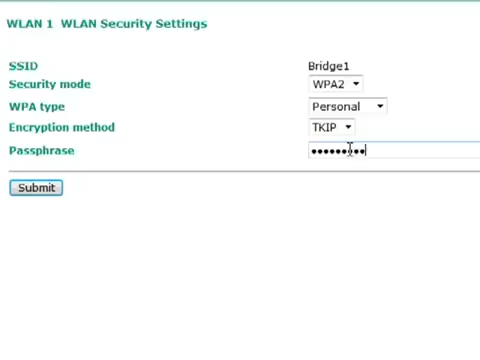 WLAN 1 WLAN Security Settings
SSID Bridge1
Security mode WPA2
WPA type Personal
Encryption method TKIP
Passphrase ••••••••••
Submit